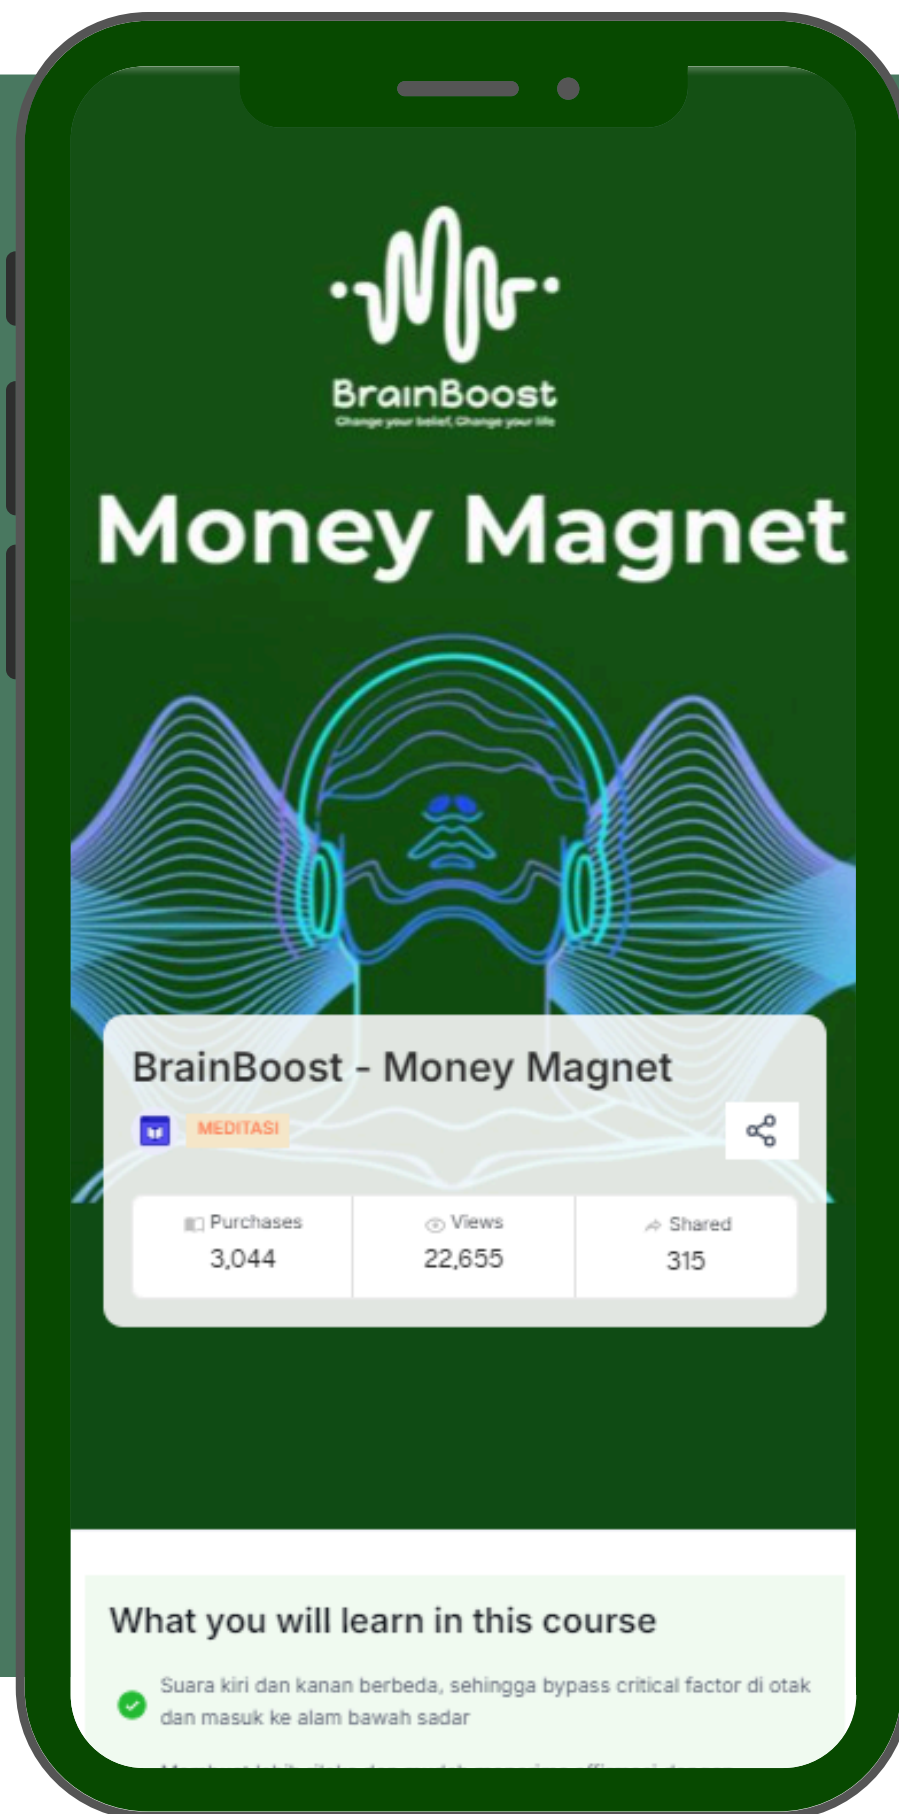 BrainBoost
Change your belief, Change your life
Money Magnet
BrainBoost - Money Magnet
MEDITASI
Purchases
3,044
Views
22,655
Shared
315
What you will learn in this course
Suara kiri dan kanan berbeda, sehingga bypass critical factor di otak
dan masuk ke alam bawah sadar